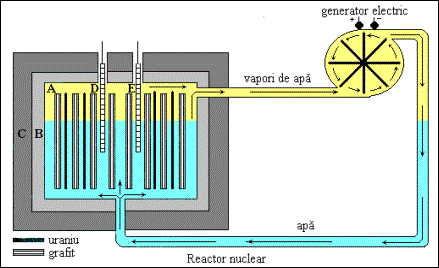 generator electric
+ −
vapori de apă
A D E
C B
apă
uraniu
grafit
Reactor nuclear